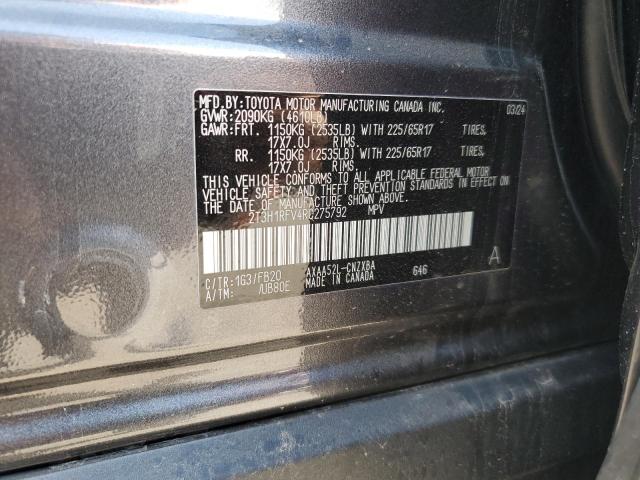 MFD.BY:TOYOTA MOTOR MANUFACTURING CANADA INC. 03/24
GVWR:2090KG (4610LB)
GAWR:FRT. 1150KG (2535LB) WITH 225/65R17 TIRES,
17X7.0J RIMS.
RR. 1150KG (2535LB) WITH 225/65R17 TIRES,
17X7.0J RIMS.
THIS VEHICLE CONFORMS TO ALL APPLICABLE FEDERAL MOTOR
VEHICLE SAFETY AND THEFT PREVENTION STANDARDS IN EFFECT ON
THE DATE OF MANUFACTURE SHOWN ABOVE.
2T3H1RFV4RC275792 MPV
C/TR:1G3/FB20 AXAA52L-CNZXBA 646 A
A/TM: /UB80E MADE IN CANADA